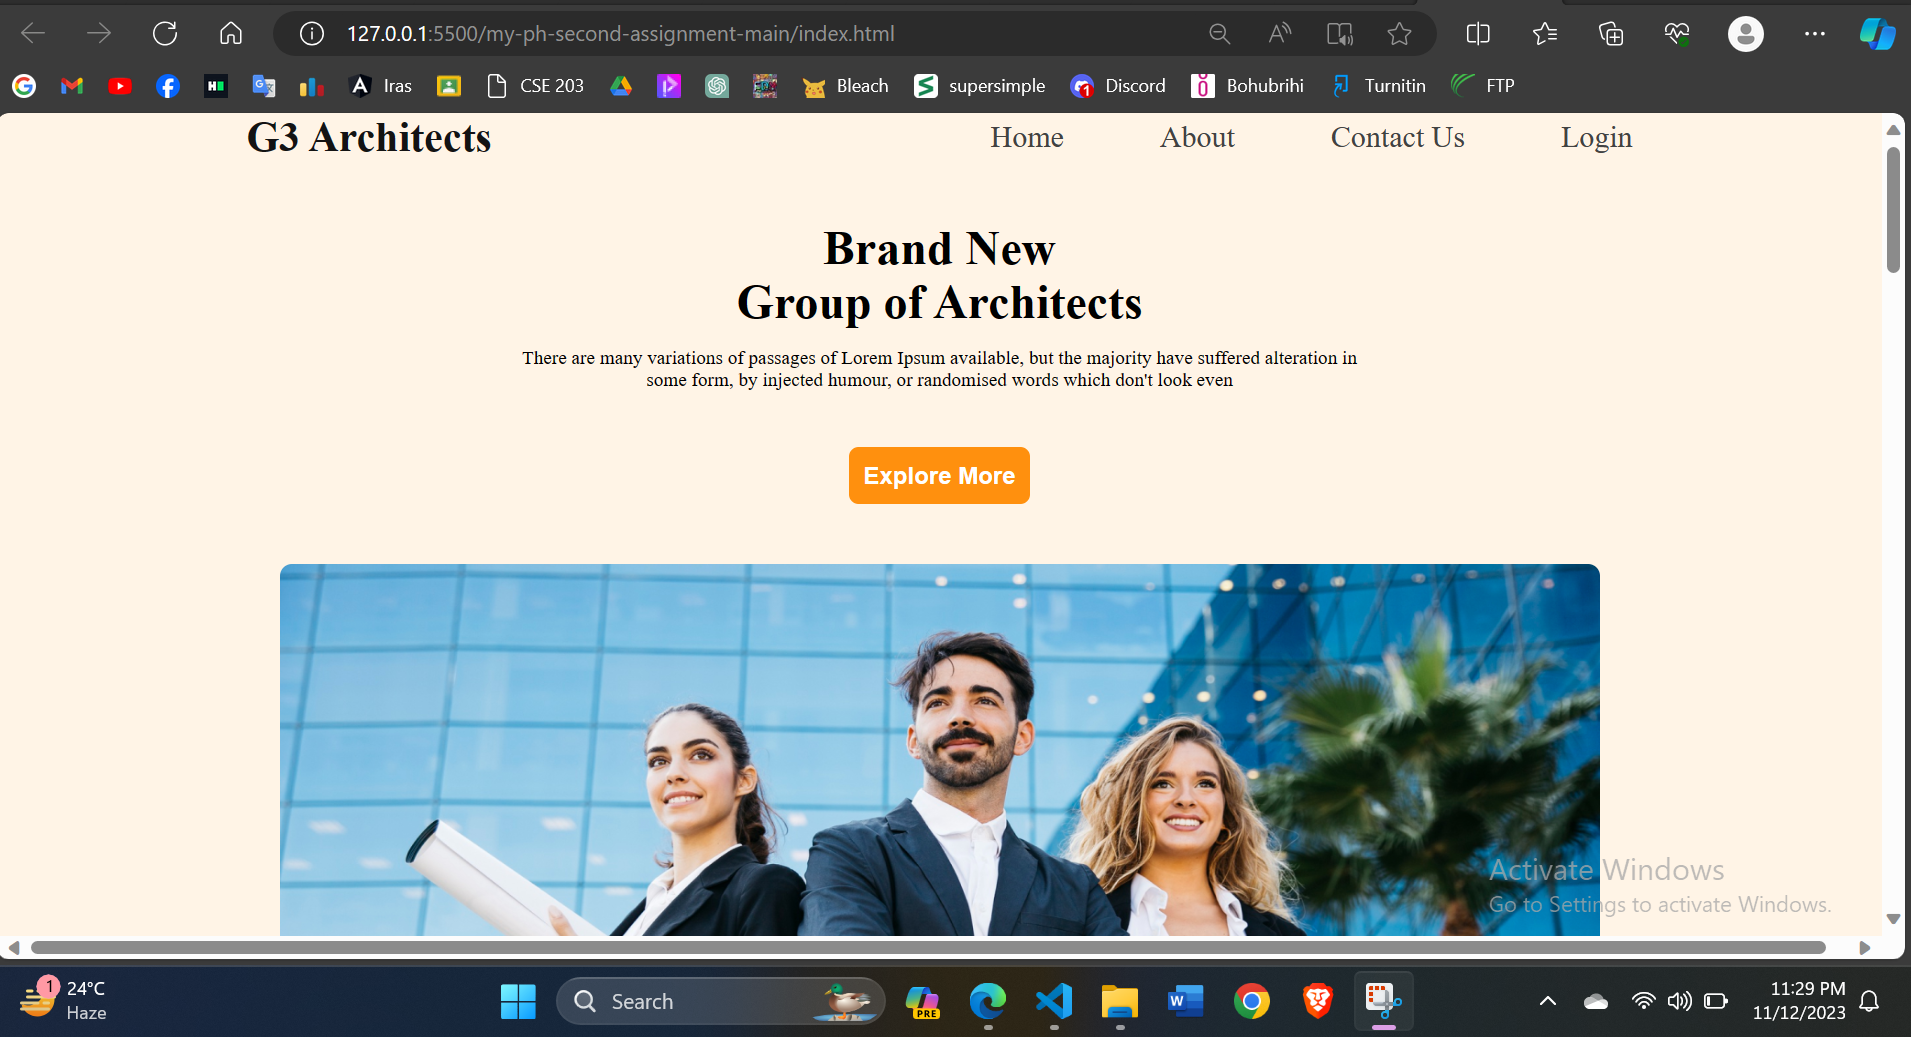 127.0.0.1:5500/my-ph-second-assignment-main/index.html
Iras CSE 203 Bleach supersimple Discord Bohubrihi Turnitin FTP
G3 Architects Home About Contact Us Login
Brand New
Group of Architects
There are many variations of passages of Lorem Ipsum available, but the majority have suffered alteration in
some form, by injected humour, or randomised words which don't look even
Explore More
Activate Windows
Go to Settings to activate Windows.
1 24°C
Haze
Search
PRE
11:29 PM
11/12/2023